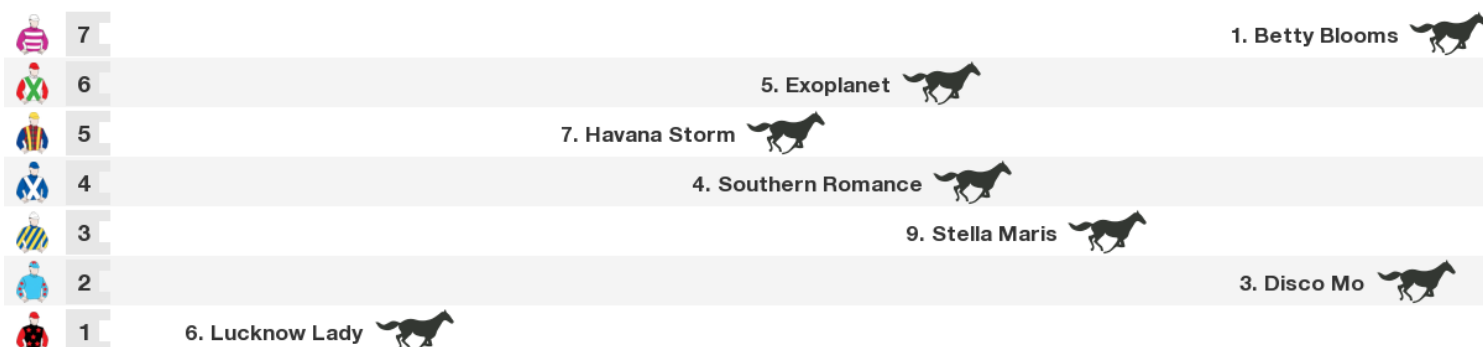 7 1. Betty Blooms
6 5. Exoplanet
5 7. Havana Storm
4 4. Southern Romance
3 9. Stella Maris
2 3. Disco Mo
1 6. Lucknow Lady